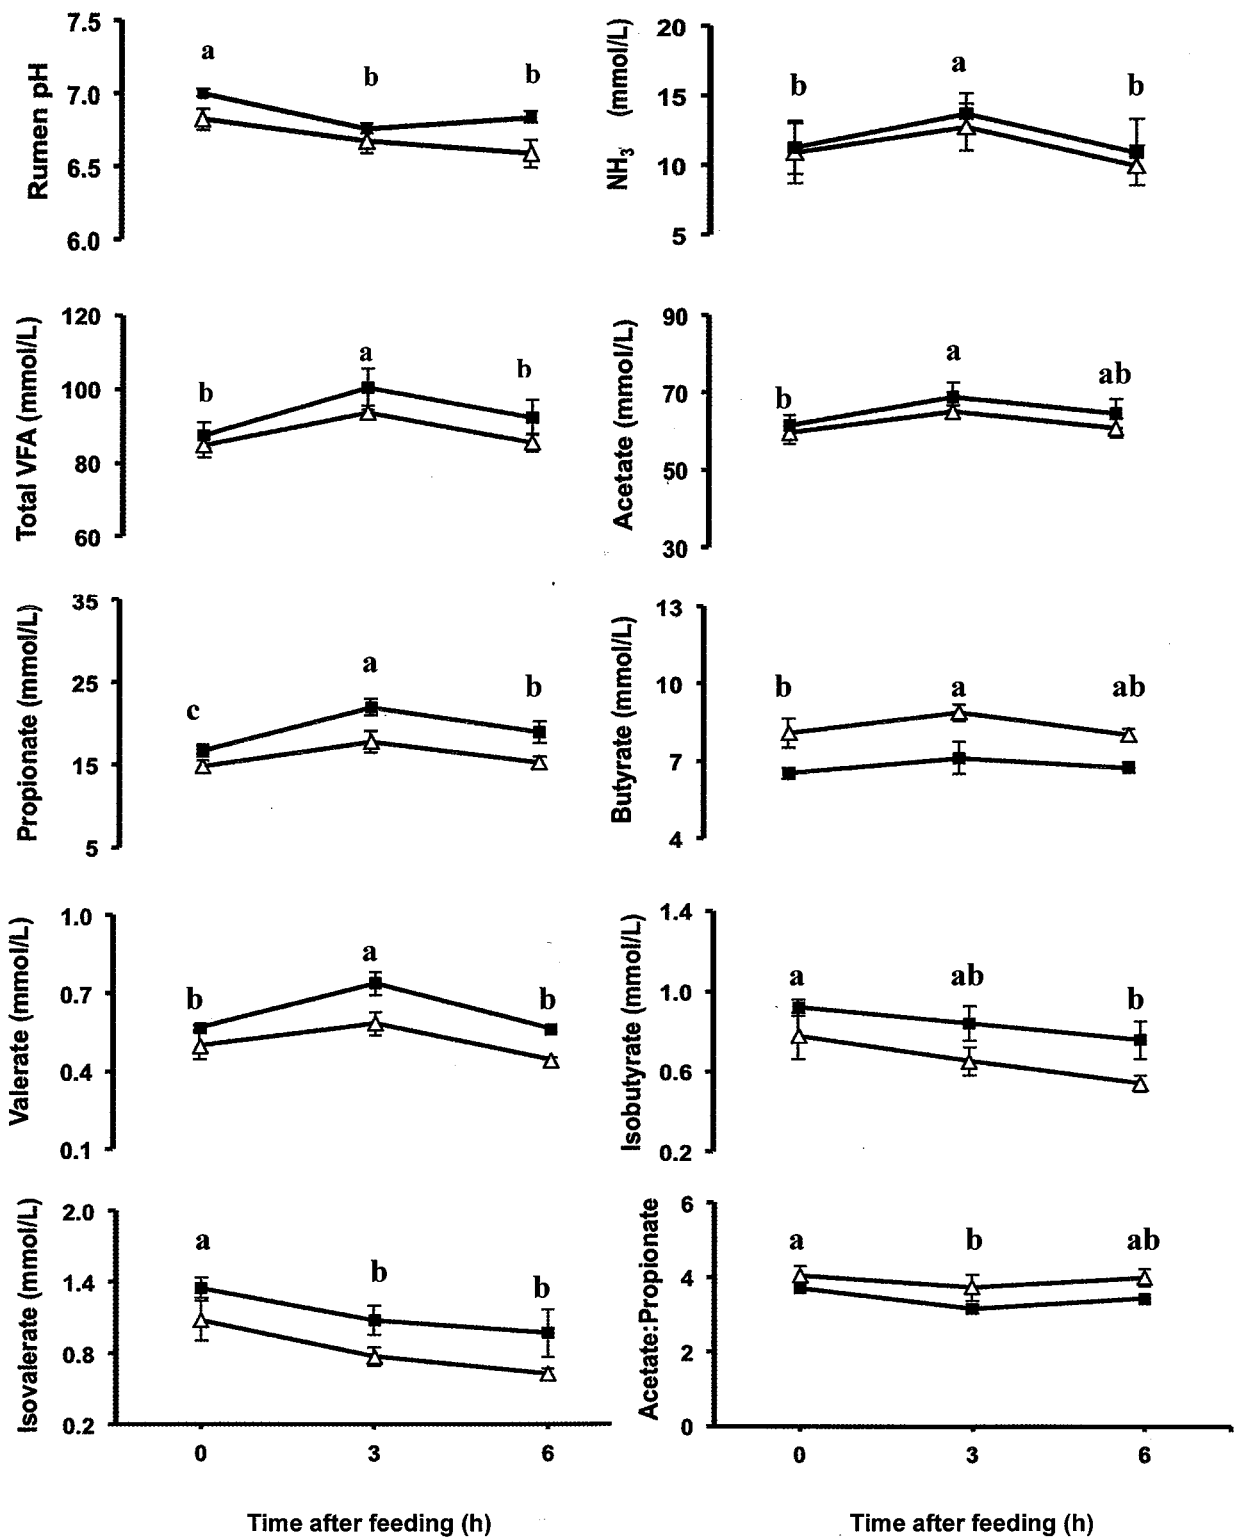 Rumen pH
7.5
7.0
6.5
6.0
a
b
b
NH3 (mmol/L)
20
15
10
5
b
a
b
Total VFA (mmol/L)
120
100
80
60
b
a
b
Acetate (mmol/L)
90
70
50
30
b
a
ab
Propionate (mmol/L)
35
25
15
5
c
a
b
Butyrate (mmol/L)
13
10
7
4
b
a
ab
Valerate (mmol/L)
1.0
0.7
0.4
0.1
b
a
b
Isobutyrate (mmol/L)
1.4
1.0
0.6
0.2
a
ab
b
Isovalerate (mmol/L)
2.0
1.4
0.8
0.2
a
b
b
0 3 6
Time after feeding (h)
Acetate:Propionate
6
4
2
0
a
b
ab
0 3 6
Time after feeding (h)